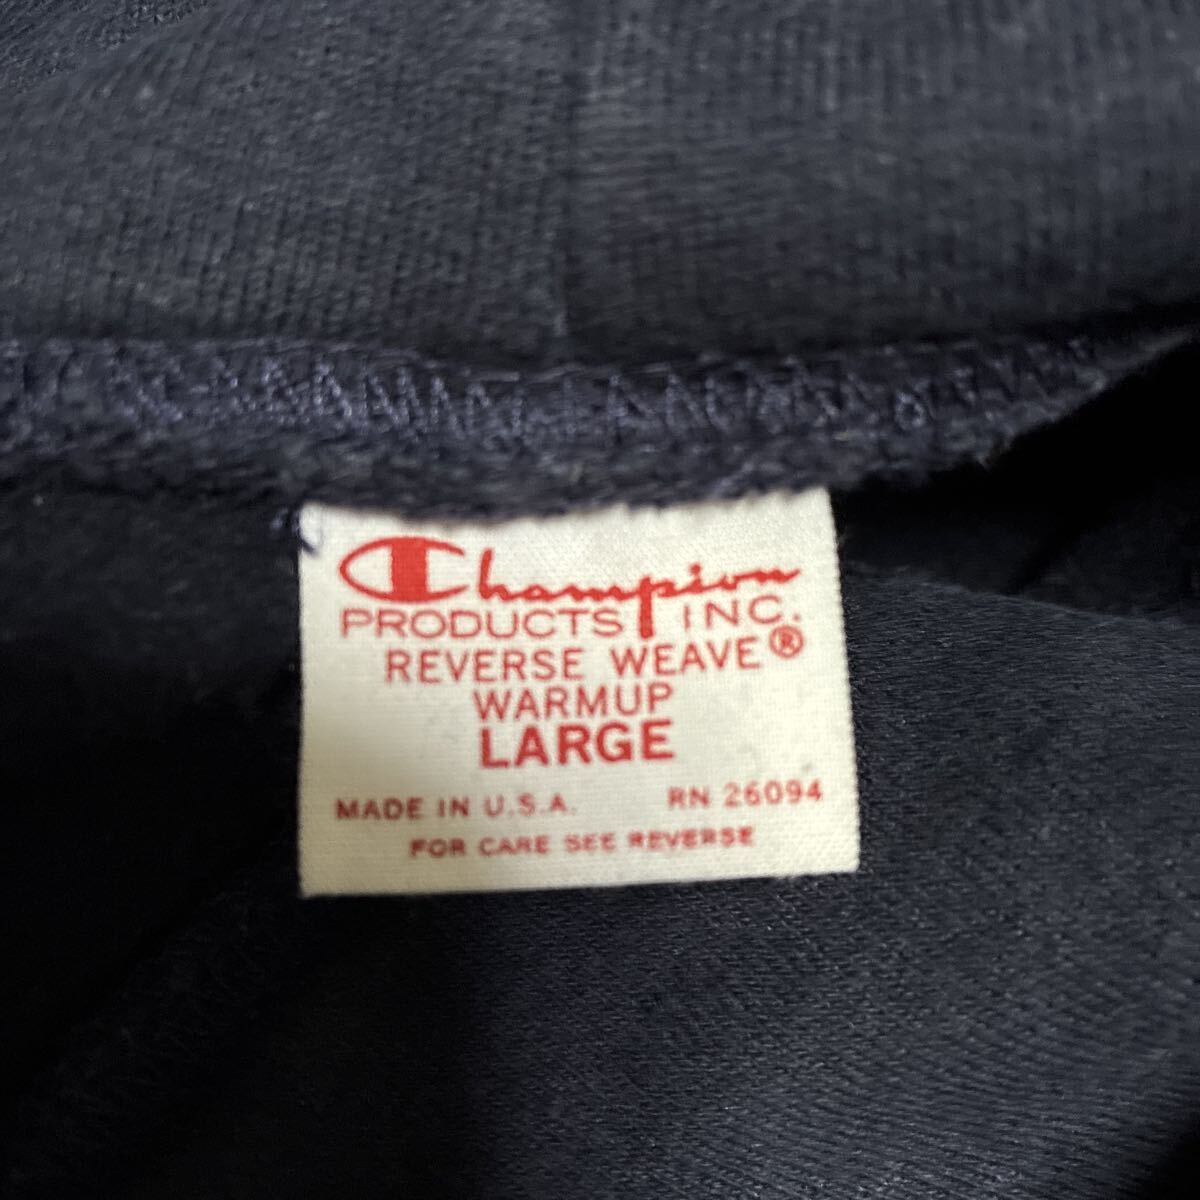 Champion
PRODUCTS INC.
REVERSE WEAVE®
WARMUP
LARGE
MADE IN U.S.A. RN 26094
FOR CARE SEE REVERSE